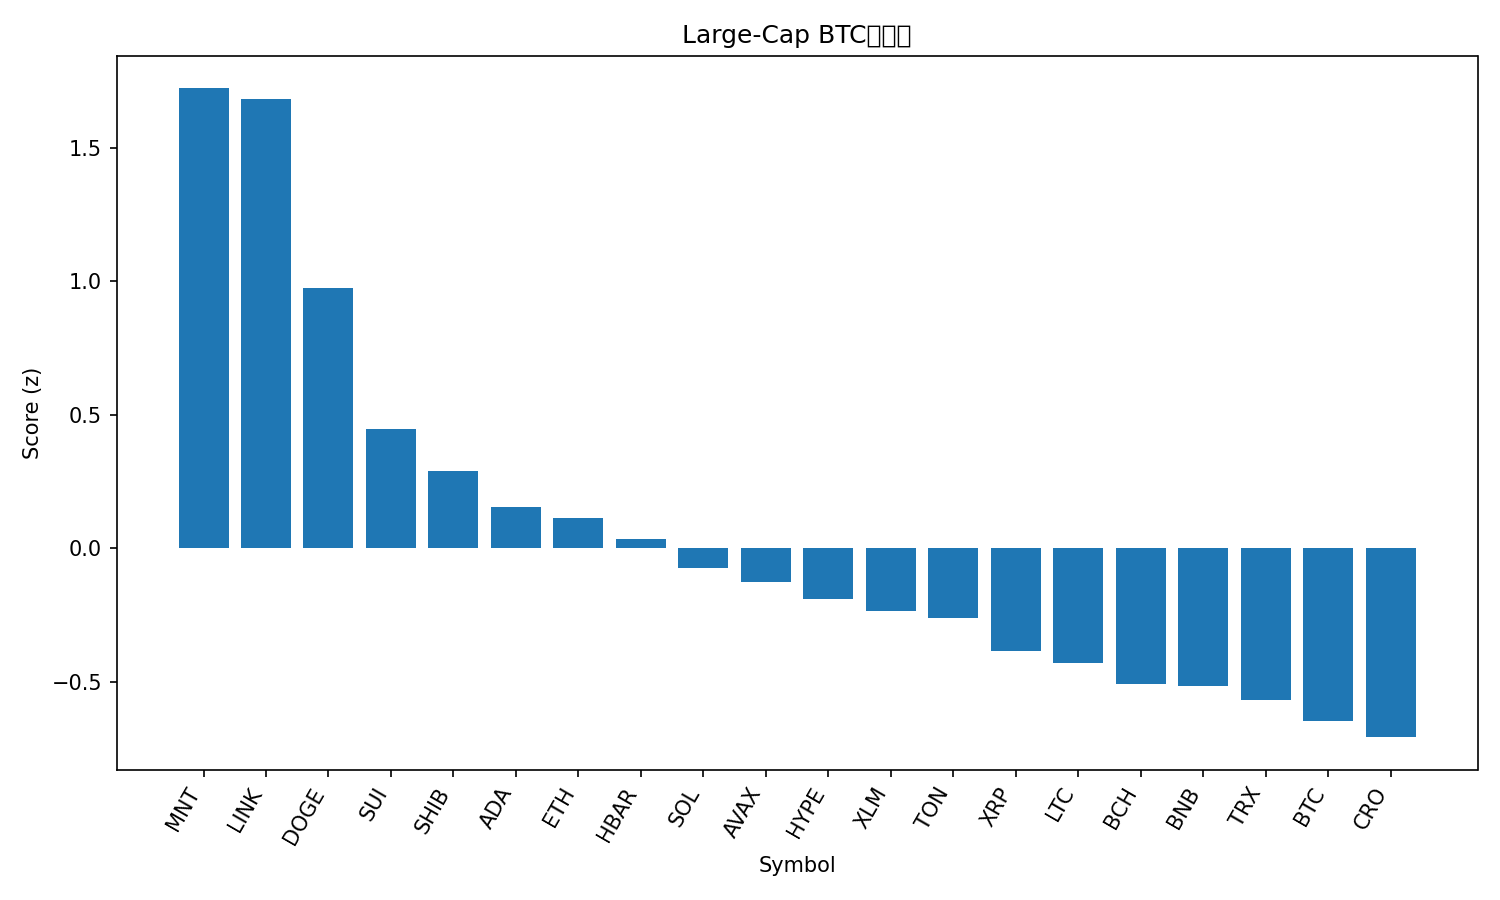 Large-Cap BTC
Score (z)
1.5
1.0
0.5
0.0
−0.5
MNT
LINK
DOGE
SUI
SHIB
ADA
ETH
HBAR
SOL
AVAX
HYPE
XLM
TON
XRP
LTC
BCH
BNB
TRX
BTC
CRO
Symbol